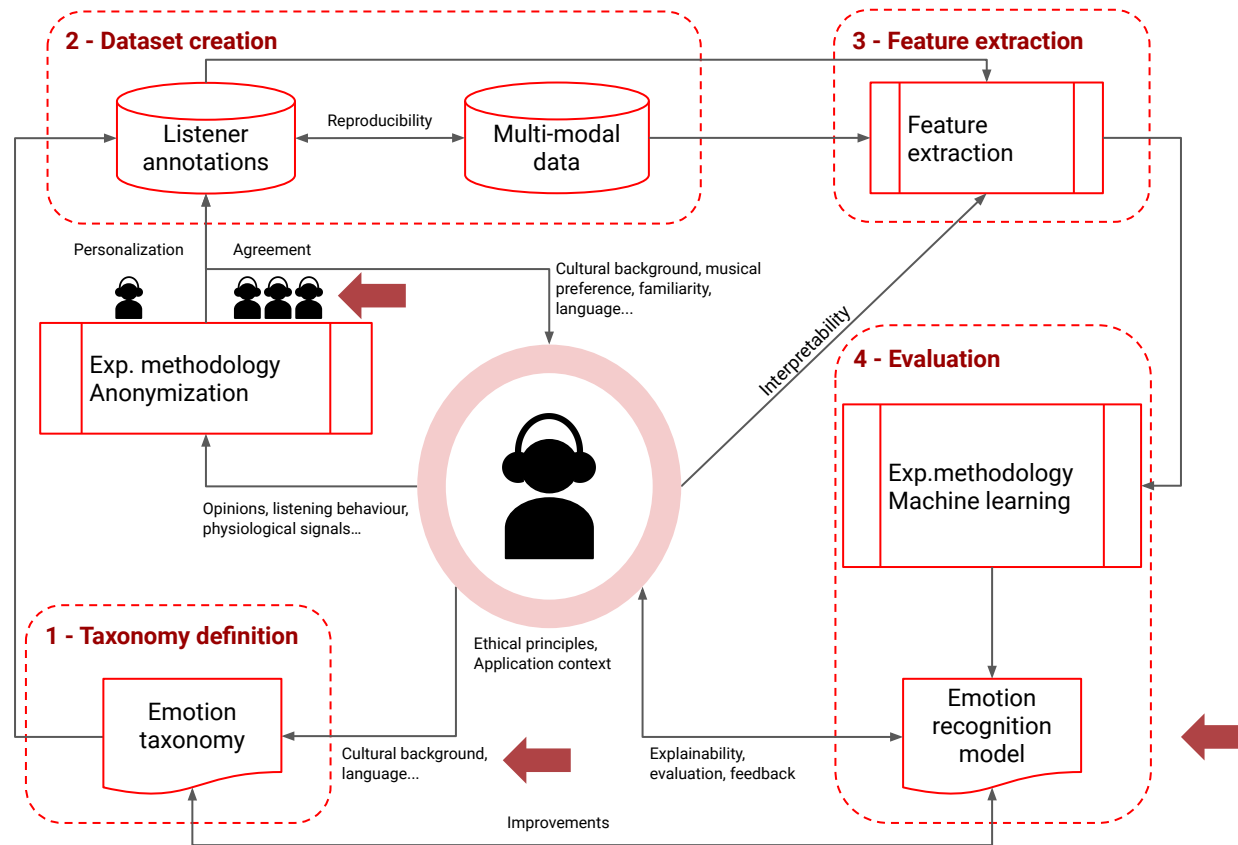 2 - Dataset creation
3 - Feature extraction
Listener
annotations
Reproducibility
Multi-modal
data
Feature
extraction
Personalization
Agreement
Cultural background, musical
preference, familiarity,
language...
Exp. methodology
Anonymization
Interpretability
4 - Evaluation
Exp.methodology
Machine learning
Opinions, listening behaviour,
physiological signals…
1 - Taxonomy definition
Ethical principles,
Application context
Emotion
taxonomy
Cultural background,
language...
Explainability,
evaluation, feedback
Emotion
recognition
model
Improvements